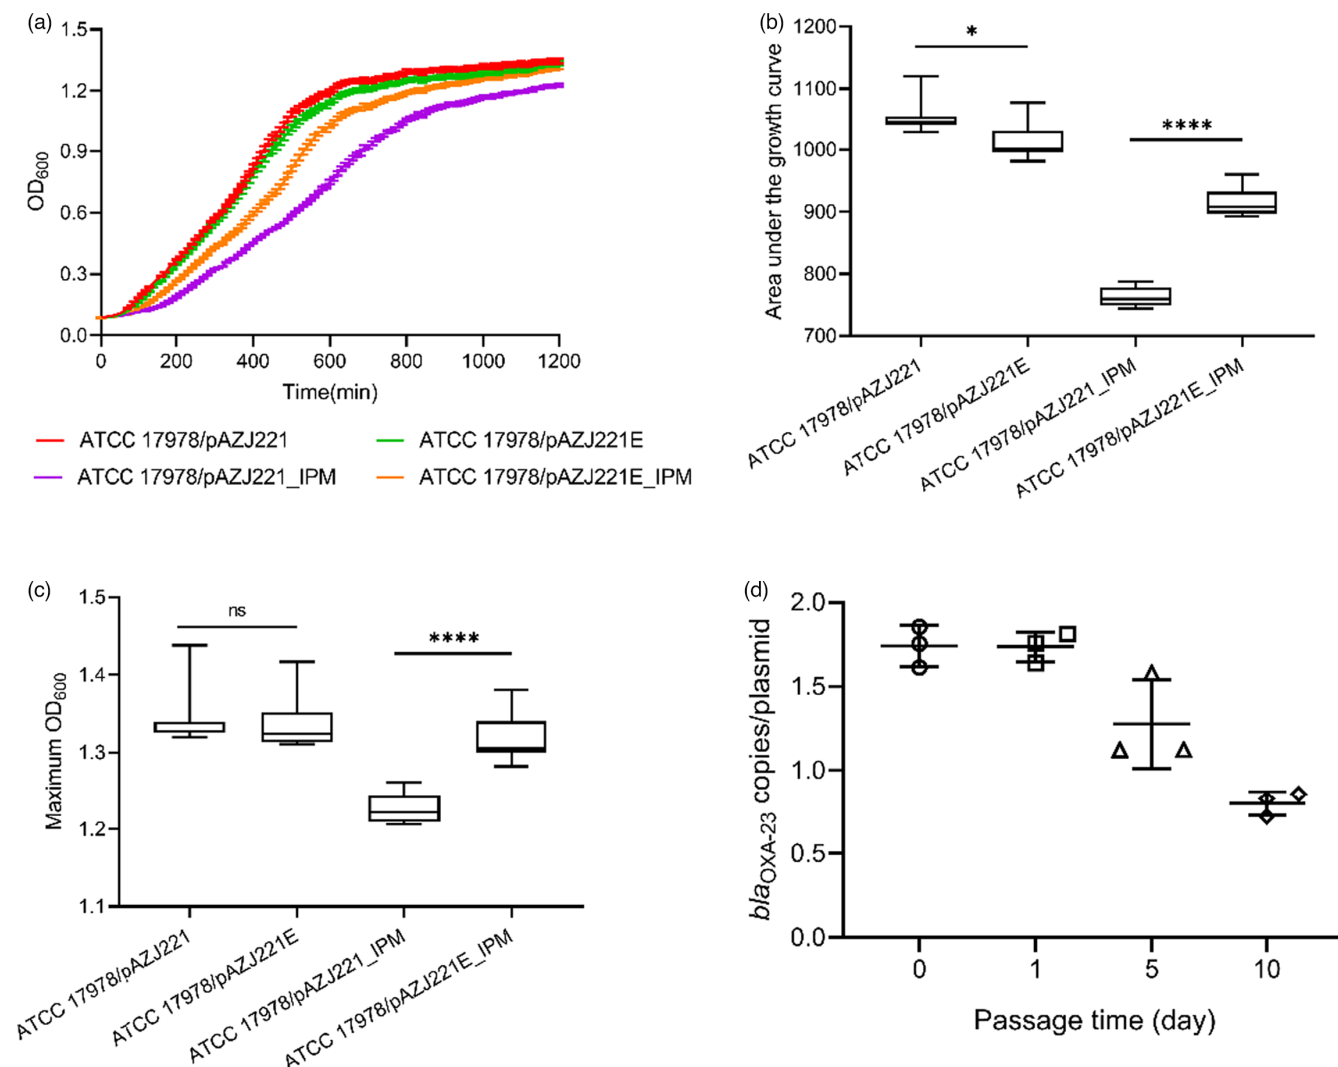 (a)
1.5
1.2
0.9
0.6
0.3
0.0
OD600
0 200 400 600 800 1000 1200
Time(min)
ATCC 17978/pAZJ221
ATCC 17978/pAZJ221E
ATCC 17978/pAZJ221_IPM
ATCC 17978/pAZJ221E_IPM
(b)
1200
1100
1000
900
800
700
Area under the growth curve
*
****
ATCC 17978/pAZJ221
ATCC 17978/pAZJ221E
ATCC 17978/pAZJ221_IPM
ATCC 17978/pAZJ221E_IPM
(c)
1.5
1.4
1.3
1.2
1.1
Maximum OD600
ns
****
ATCC 17978/pAZJ221
ATCC 17978/pAZJ221E
ATCC 17978/pAZJ221_IPM
ATCC 17978/pAZJ221E_IPM
(d)
2.0
1.5
1.0
0.5
0.0
blaOXA-23 copies/plasmid
0 1 5 10
Passage time (day)